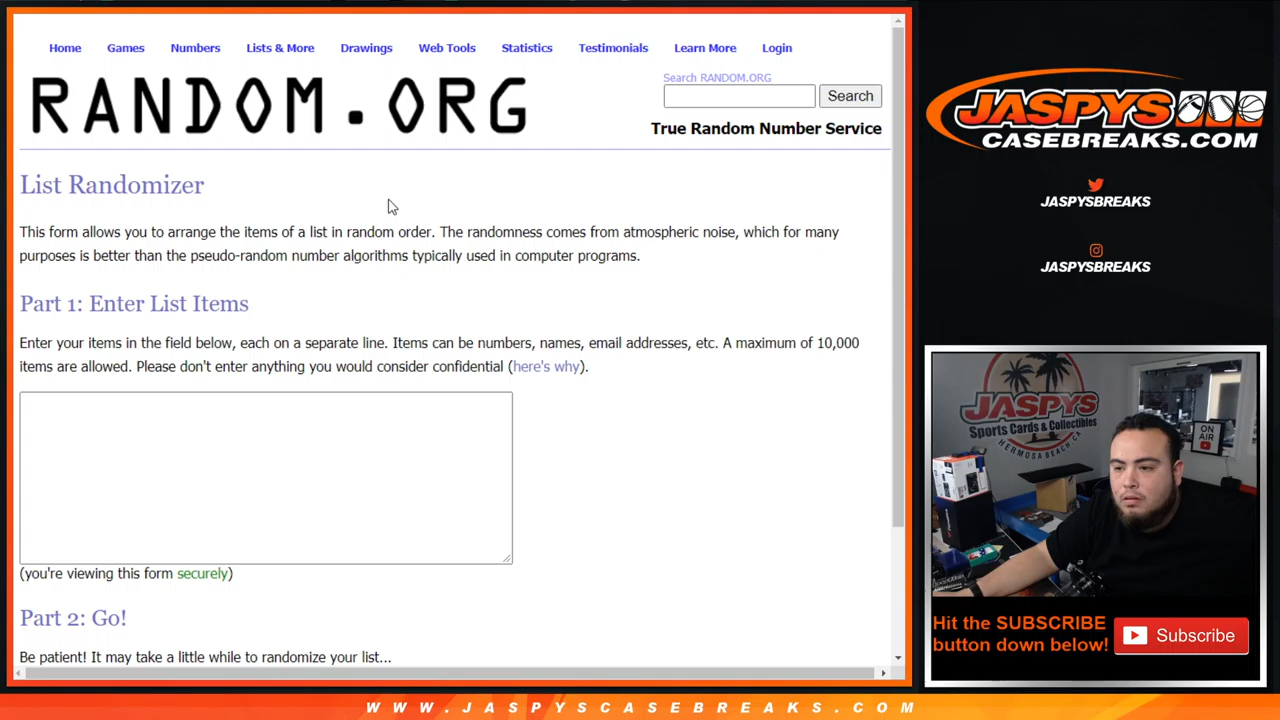 Home Games Numbers Lists & More Drawings Web Tools Statistics Testimonials Learn More Login
RANDOM.ORG
Search RANDOM.ORG
Search
True Random Number Service
List Randomizer
This form allows you to arrange the items of a list in random order. The randomness comes from atmospheric noise, which for many
purposes is better than the pseudo-random number algorithms typically used in computer programs.
Part 1: Enter List Items
Enter your items in the field below, each on a separate line. Items can be numbers, names, email addresses, etc. A maximum of 10,000
items are allowed. Please don't enter anything you would consider confidential (here's why).
(you're viewing this form securely)
Part 2: Go!
Be patient! It may take a little while to randomize your list...
JASPYS
CASEBREAKS.COM
JASPYSBREAKS
JASPYSBREAKS
JASPYS
Sports Cards & Collectibles
HERMOSA BEACH, CA
ON
AIR
Hit the SUBSCRIBE
button down below!
Subscribe
WWW.JASPYSCASEBREAKS.COM